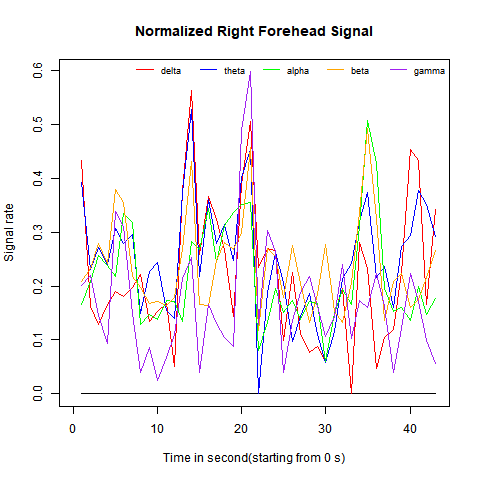 Normalized Right Forehead Signal
delta theta alpha beta gamma
0.6
0.5
0.4
0.3
0.2
0.1
0.0
Signal rate
0 10 20 30 40
Time in second(starting from 0 s)